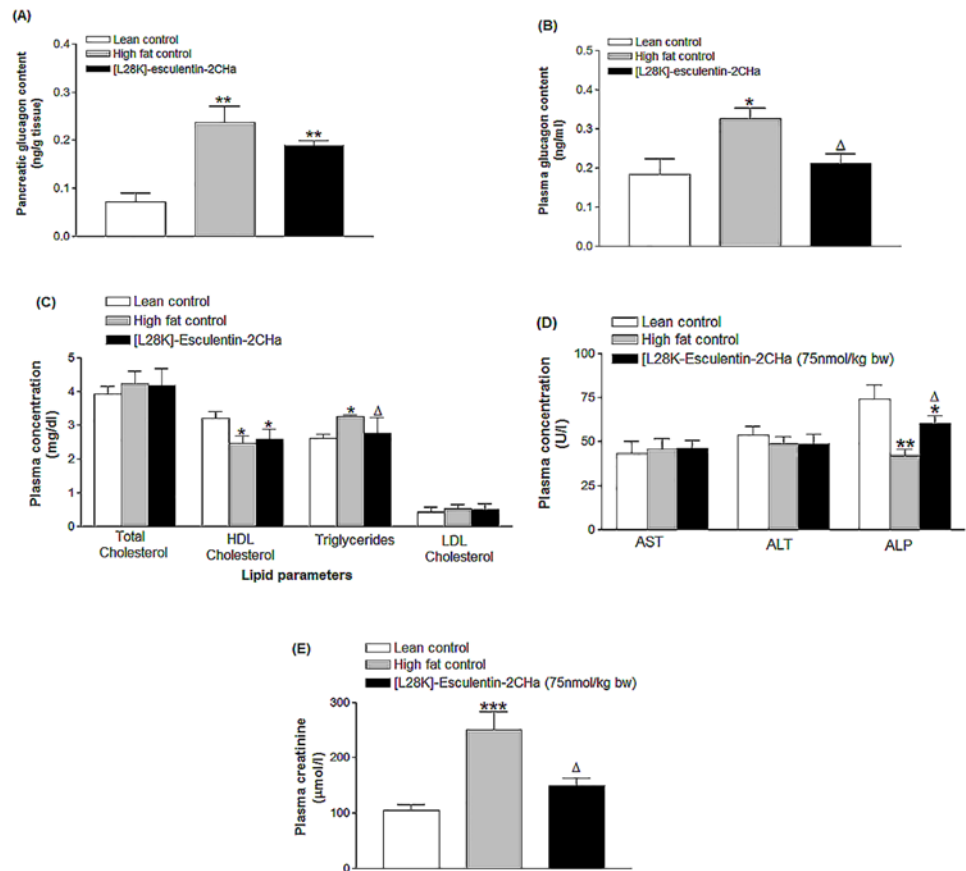 (A)
Lean control
High fat control
[L28K]-esculentin-2CHa
Pancreatic glucagon content
(ng/g tissue)
0.4
0.3
0.2
0.1
0.0
**
**
(B)
Lean control
High fat control
[L28K]-esculentin-2CHa
Plasma glucagon content
(ng/ml)
0.5
0.4
0.3
0.2
0.1
0.0
*
Δ
(C)
Lean control
High fat control
[L28K]-Esculentin-2CHa
Plasma concentration
(mg/dl)
5
4
3
2
1
0
*
*
*
Δ
Total
Cholesterol
HDL
Cholesterol
Triglycerides
LDL
Cholesterol
Lipid parameters
(D)
Lean control
High fat control
[L28K-Esculentin-2CHa (75nmol/kg bw)
Plasma concentration
(U/l)
100
75
50
25
0
**
Δ
*
AST
ALT
ALP
(E)
Lean control
High fat control
[L28K]-Esculentin-2CHa (75nmol/kg bw)
Plasma creatinine
(µmol/l)
300
200
100
0
***
Δ